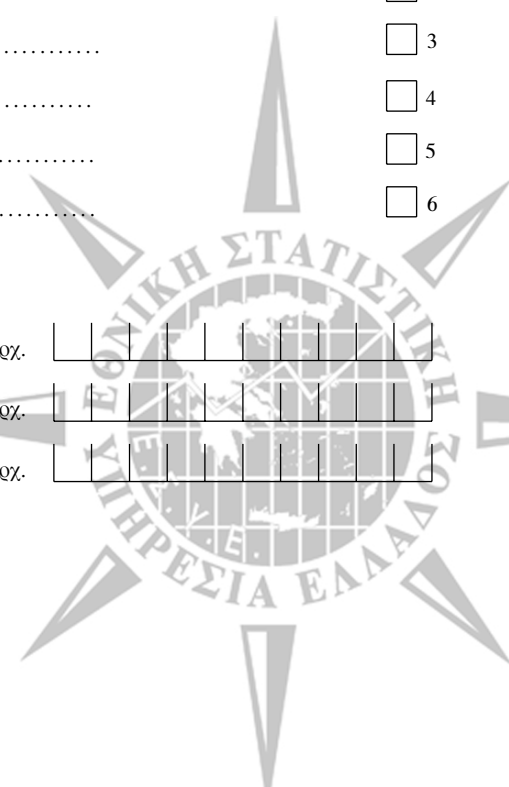 ........... 3
........... 4
........... 5
........... 6
ρχ.
ρχ.
ρχ.
ΕΘΝΙΚΗ ΣΤΑΤΙΣΤΙΚΗ
ΥΠΗΡΕΣΙΑ ΕΛΛΑΔΟΣ
Ε.Σ.Υ.Ε.